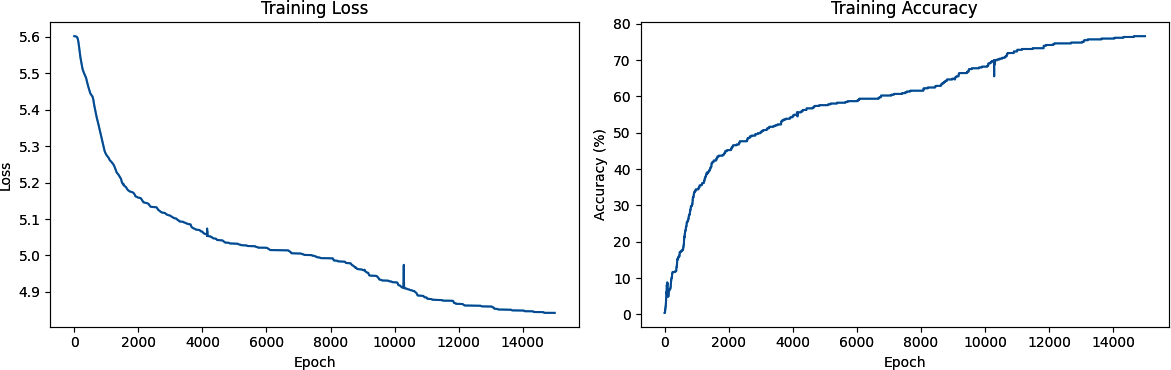 Training Loss
5.6
5.5
5.4
5.3
5.2
5.1
5.0
4.9
Loss
0 2000 4000 6000 8000 10000 12000 14000
Epoch
Training Accuracy
80
70
60
50
40
30
20
10
0
Accuracy (%)
0 2000 4000 6000 8000 10000 12000 14000
Epoch